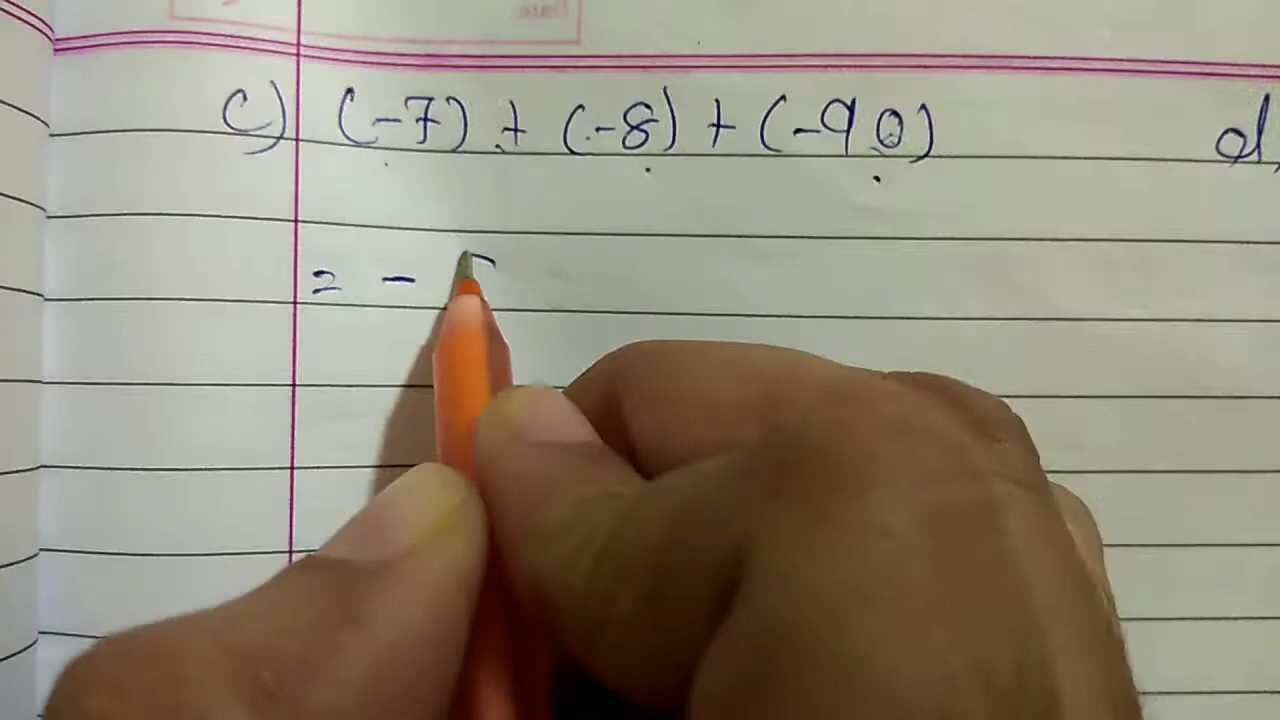 c) (-7) + (-8) + (-90) d
= -